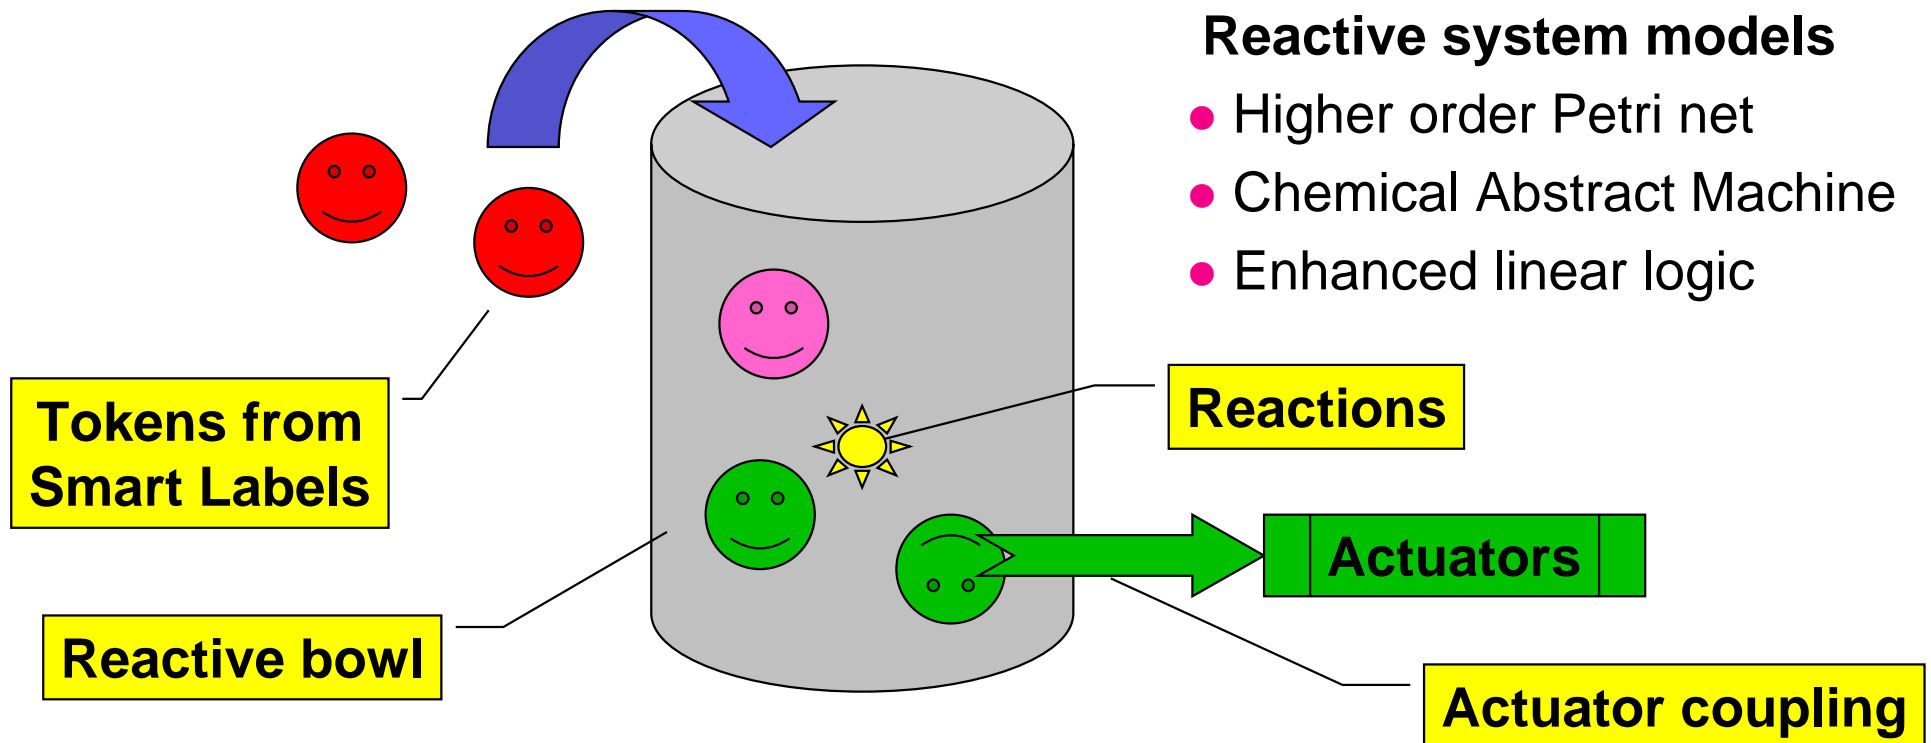 Reactive system models
Higher order Petri net
Chemical Abstract Machine
Enhanced linear logic
Tokens from
Smart Labels
Reactions
Actuators
Reactive bowl
Actuator coupling